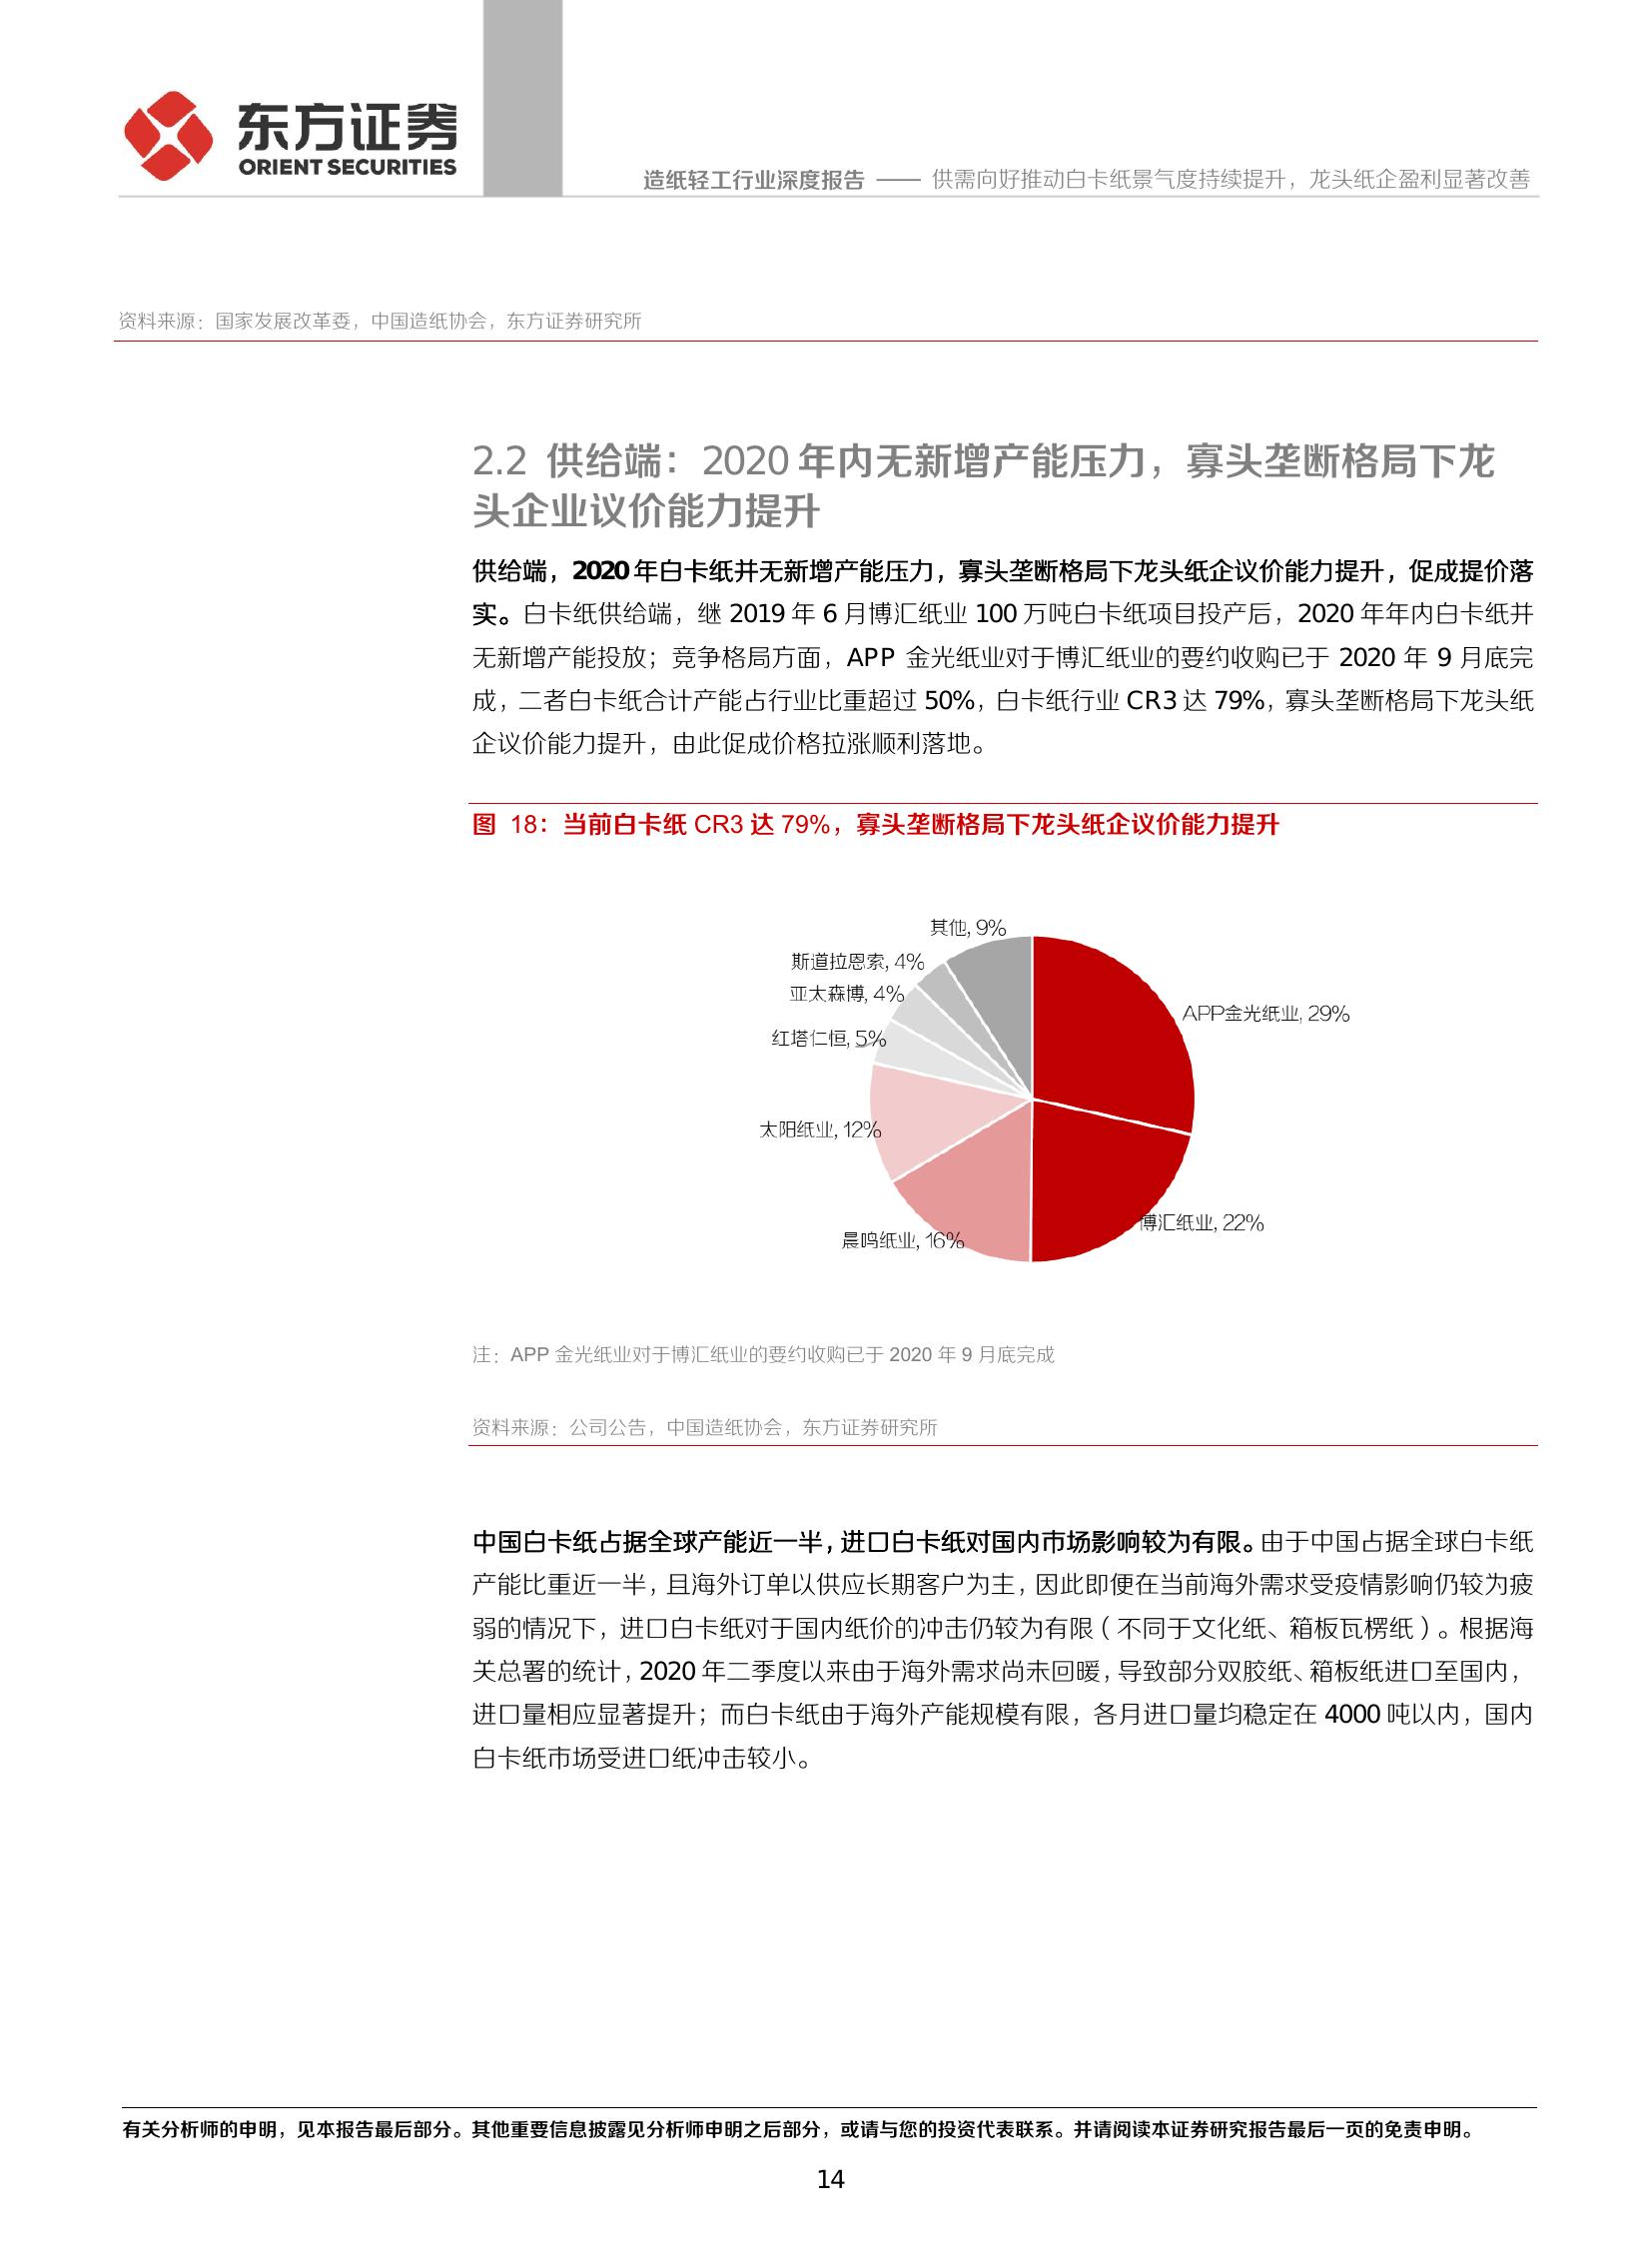 东方证券
ORIENT SECURITIES
造纸轻工行业深度报告 —— 供需向好推动白卡纸景气度持续提升，龙头纸企盈利显著改善
资料来源：国家发展改革委，中国造纸协会，东方证券研究所
2.2 供给端：2020 年内无新增产能压力，寡头垄断格局下龙
头企业议价能力提升
供给端，2020 年白卡纸并无新增产能压力，寡头垄断格局下龙头纸企议价能力提升，促成提价落
实。白卡纸供给端，继 2019 年 6 月博汇纸业 100 万吨白卡纸项目投产后，2020 年年内白卡纸并
无新增产能投放；竞争格局方面，APP 金光纸业对于博汇纸业的要约收购已于 2020 年 9 月底完
成，二者白卡纸合计产能占行业比重超过 50%，白卡纸行业 CR3 达 79%，寡头垄断格局下龙头纸
企议价能力提升，由此促成价格拉涨顺利落地。
图 18：当前白卡纸 CR3 达 79%，寡头垄断格局下龙头纸企议价能力提升
其他, 9%
斯道拉恩索, 4%
亚太森博, 4%
APP金光纸业, 29%
红塔仁恒, 5%
太阳纸业, 12%
博汇纸业, 22%
晨鸣纸业, 16%
注：APP 金光纸业对于博汇纸业的要约收购已于 2020 年 9 月底完成
资料来源：公司公告，中国造纸协会，东方证券研究所
中国白卡纸占据全球产能近一半，进口白卡纸对国内市场影响较为有限。由于中国占据全球白卡纸
产能比重近一半，且海外订单以供应长期客户为主，因此即便在当前海外需求受疫情影响仍较为疲
弱的情况下，进口白卡纸对于国内纸价的冲击仍较为有限（不同于文化纸、箱板瓦楞纸）。根据海
关总署的统计，2020 年二季度以来由于海外需求尚未回暖，导致部分双胶纸、箱板纸进口至国内，
进口量相应显著提升；而白卡纸由于海外产能规模有限，各月进口量均稳定在 4000 吨以内，国内
白卡纸市场受进口纸冲击较小。
有关分析师的申明，见本报告最后部分。其他重要信息披露见分析师申明之后部分，或请与您的投资代表联系。并请阅读本证券研究报告最后一页的免责申明。
14